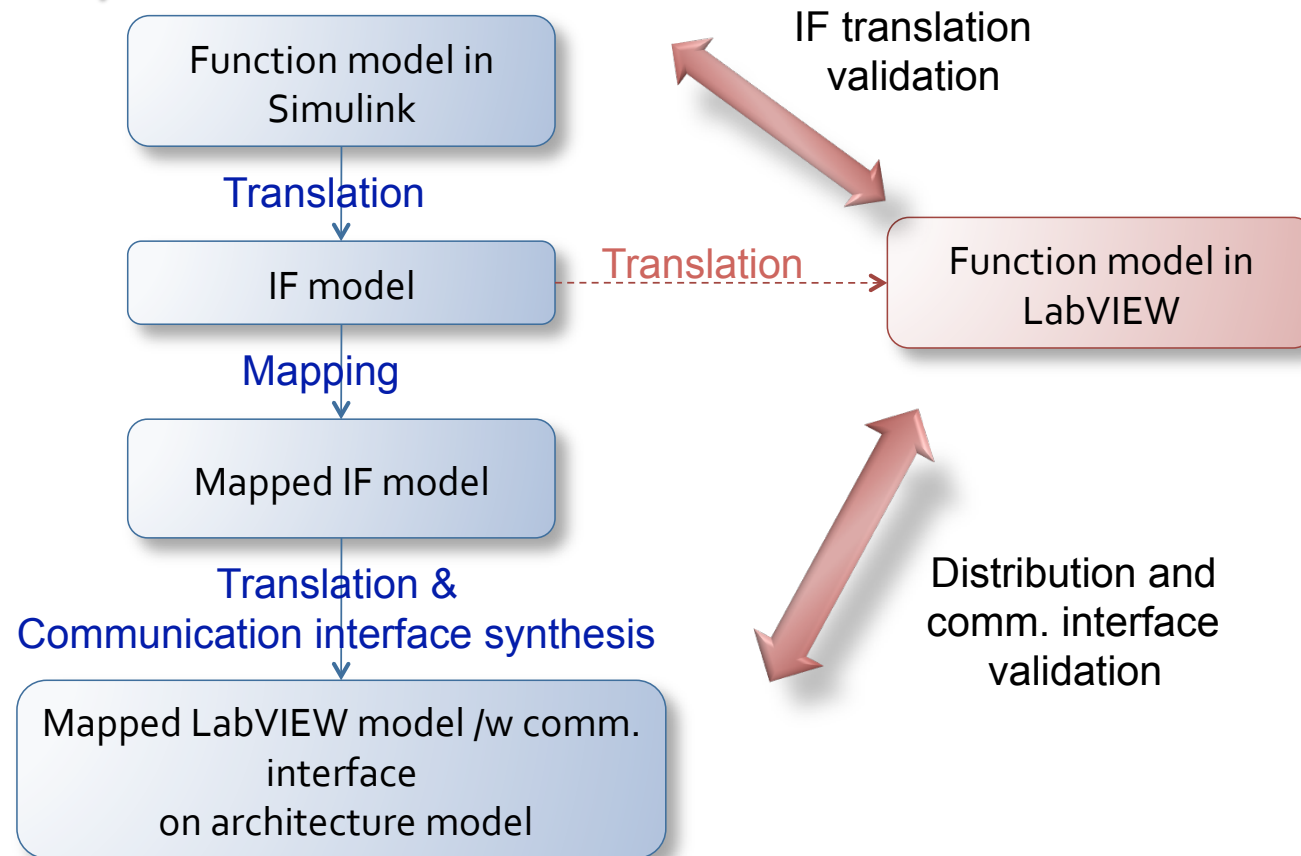 Function model in
Simulink
IF translation
validation
Translation
IF model
Translation
Function model in
LabVIEW
Mapping
Mapped IF model
Translation &
Communication interface synthesis
Distribution and
comm. interface
validation
Mapped LabVIEW model /w comm.
interface
on architecture model